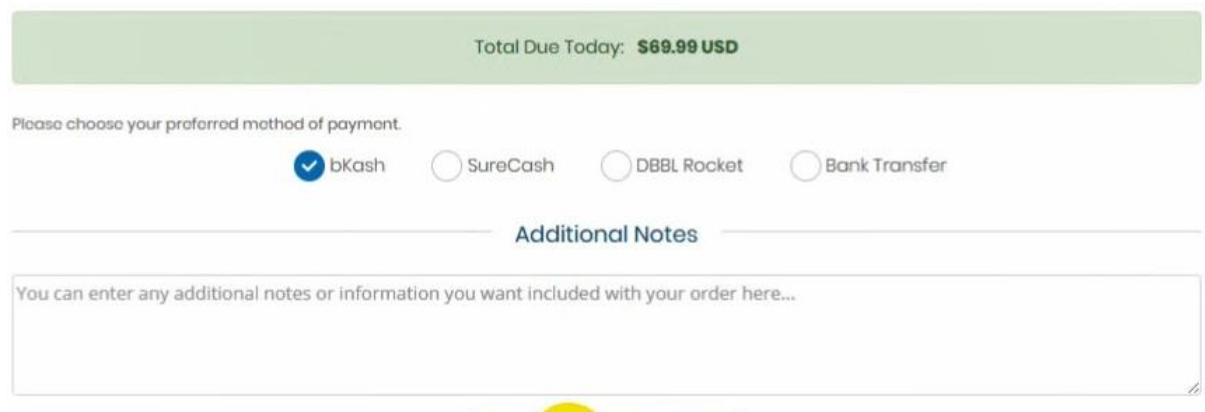 Total Due Today: $69.99 USD
Please choose your preferred method of payment.
bKash SureCash DBBL Rocket Bank Transfer
Additional Notes
You can enter any additional notes or information you want included with your order here...